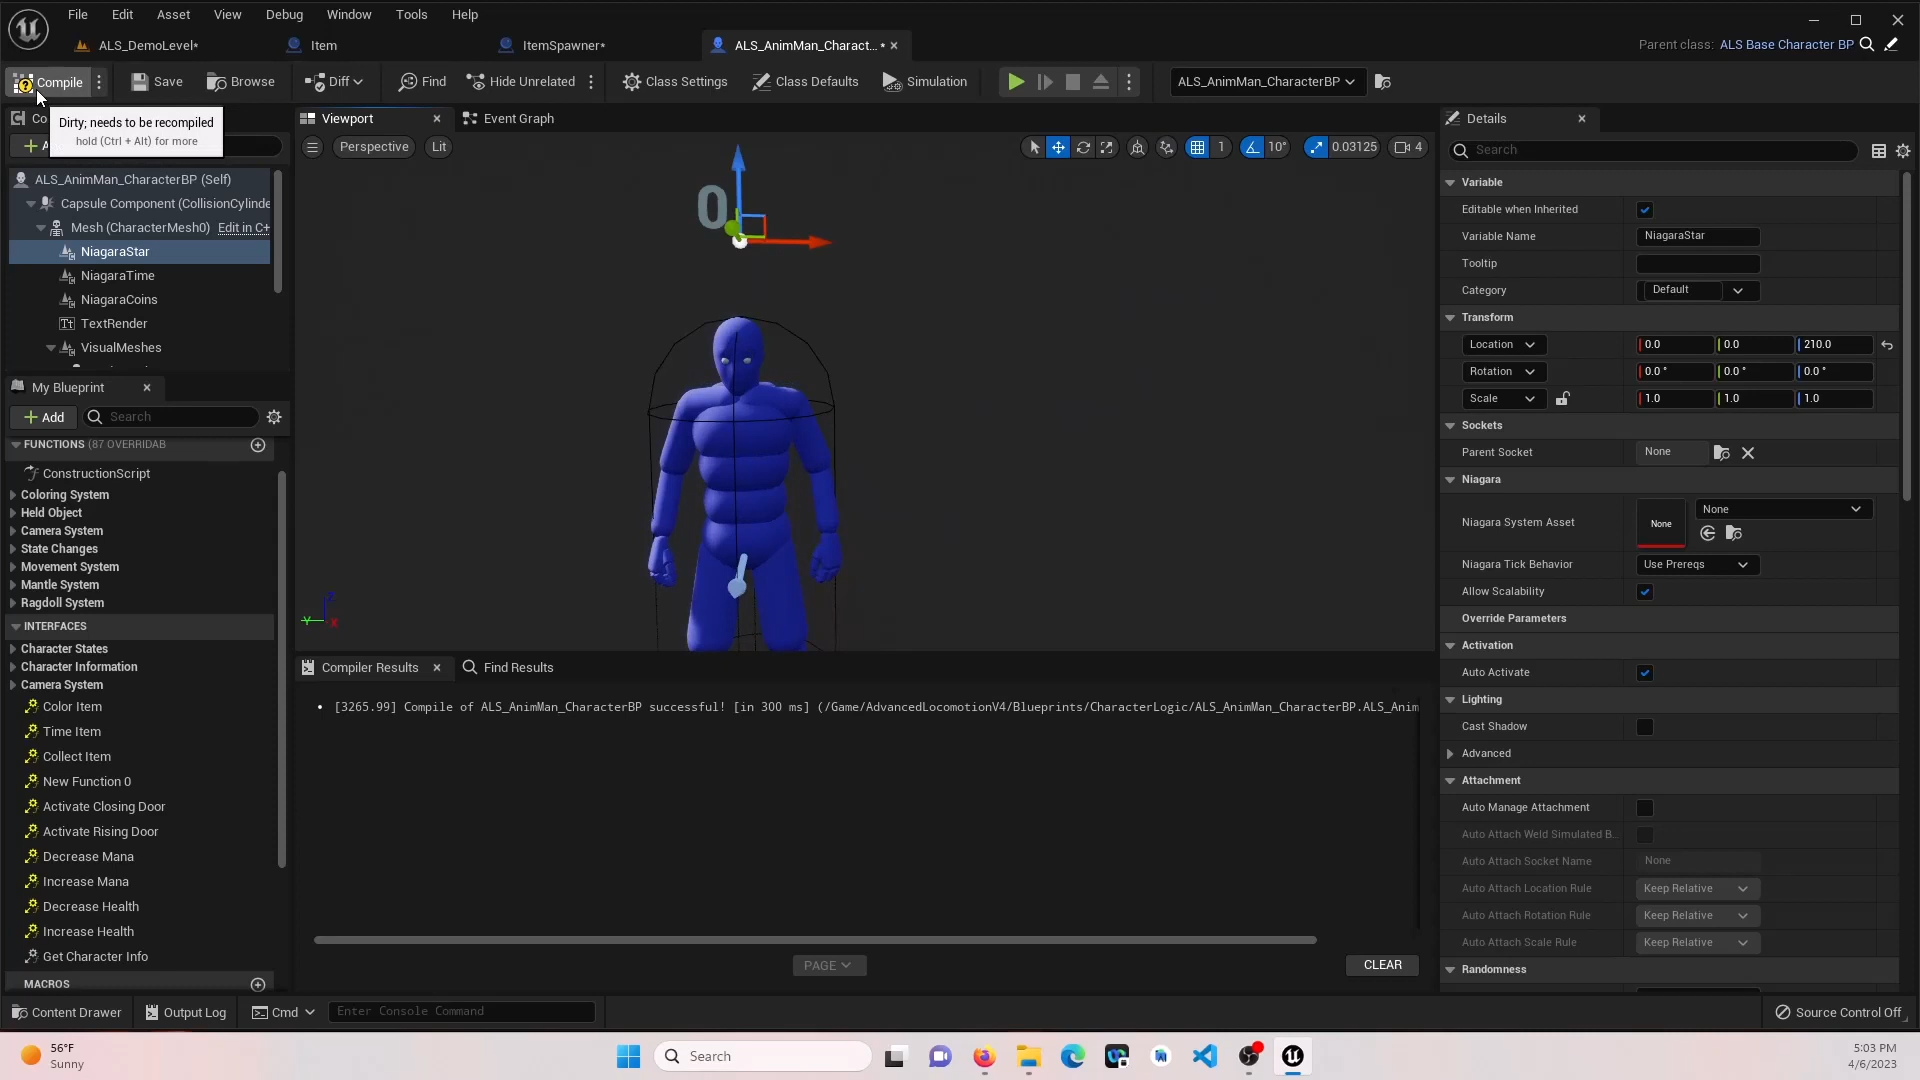 File Edit Asset View Debug Window Tools Help
ALS_DemoLevel* Item ItemSpawner* ALS_AnimMan_Charact... * Parent class: ALS Base Character BP
Compile Save Browse Diff Find Hide Unrelated Class Settings Class Defaults Simulation ALS_AnimMan_CharacterBP
Dirty; needs to be recompiled
hold (Ctrl + Alt) for more
Co
ALS_AnimMan_CharacterBP (Self)
Capsule Component (CollisionCylinde
Mesh (CharacterMesh0) Edit in C+
NiagaraStar
NiagaraTime
NiagaraCoins
TextRender
VisualMeshes
My Blueprint
Add Search
FUNCTIONS (87 OVERRIDAB
ConstructionScript
Coloring System
Held Object
Camera System
State Changes
Movement System
Mantle System
Ragdoll System
INTERFACES
Character States
Character Information
Camera System
Color Item
Time Item
Collect Item
New Function 0
Activate Closing Door
Activate Rising Door
Decrease Mana
Increase Mana
Decrease Health
Increase Health
Get Character Info
MACROS
Viewport Event Graph
Perspective Lit 1 10° 0.03125 4
0
Z
Y X
Compiler Results Find Results
[3265.99] Compile of ALS_AnimMan_CharacterBP successful! [in 300 ms] (/Game/AdvancedLocomotionV4/Blueprints/CharacterLogic/ALS_AnimMan_CharacterBP.ALS_Anim
PAGE CLEAR
Details
Search
Variable
Editable when Inherited
Variable Name NiagaraStar
Tooltip
Category Default
Transform
Location 0.0 0.0 210.0
Rotation 0.0 ° 0.0 ° 0.0 °
Scale 1.0 1.0 1.0
Sockets
Parent Socket None
Niagara
Niagara System Asset None None
Niagara Tick Behavior Use Prereqs
Allow Scalability
Override Parameters
Activation
Auto Activate
Lighting
Cast Shadow
Advanced
Attachment
Auto Manage Attachment
Auto Attach Weld Simulated B...
Auto Attach Socket Name None
Auto Attach Location Rule Keep Relative
Auto Attach Rotation Rule Keep Relative
Auto Attach Scale Rule Keep Relative
Randomness
Content Drawer Output Log Cmd Enter Console Command Source Control Off
56°F
Sunny
Search
5:03 PM
4/6/2023